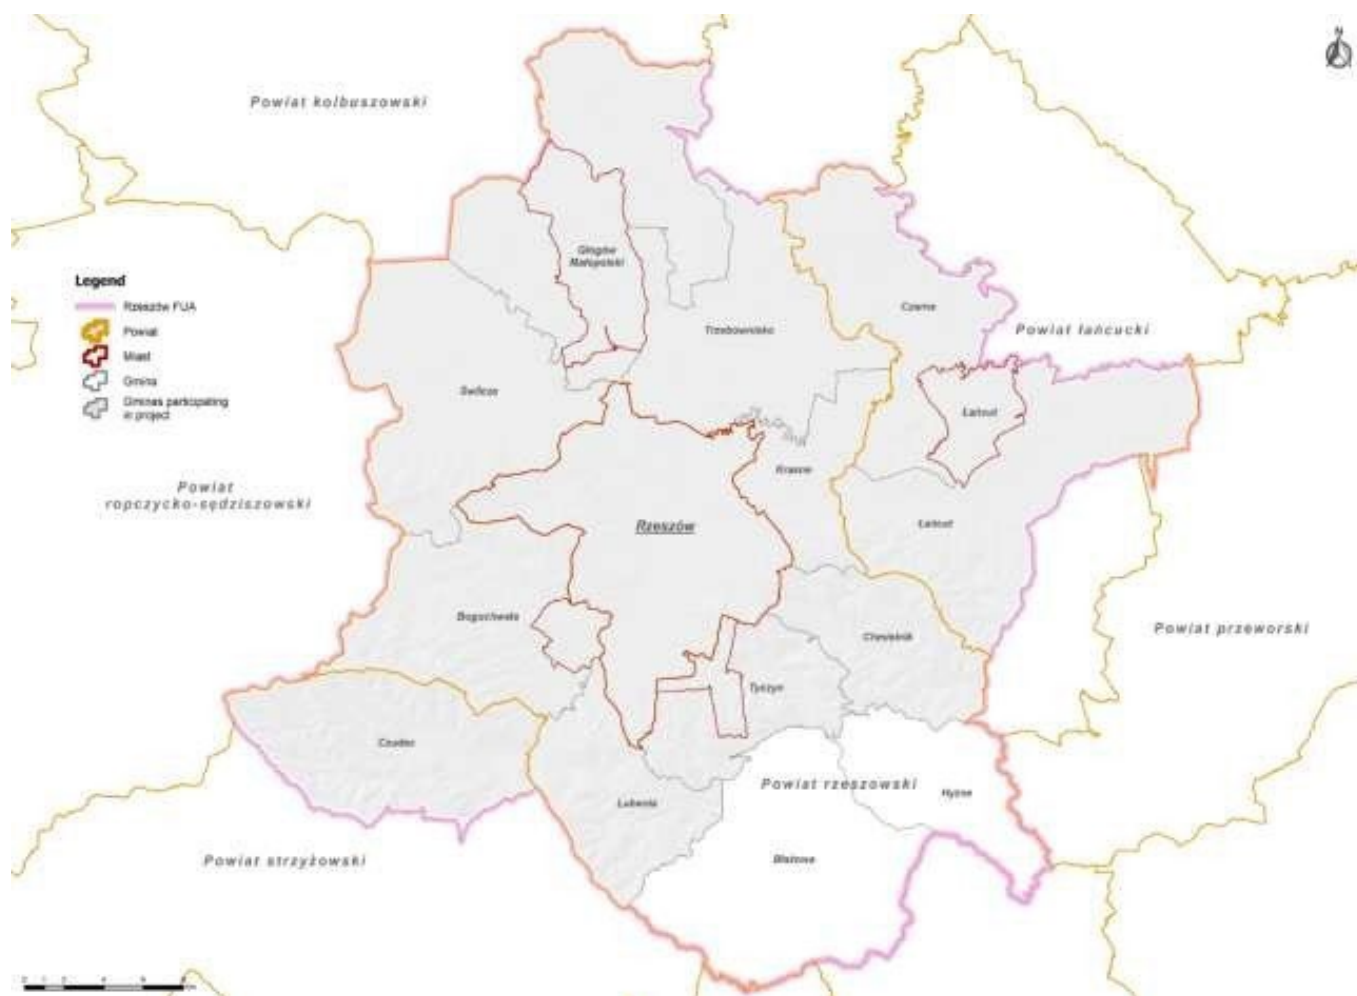 N
Powiat kolbuszowski
Głogów
Małopolski
Legend
Rzeszów FUA
Powiat
Miast
Gmina
Gminas participating
in project
Czarna
Trzebownisko
Powiat łańcucki
Świlcza
Łańcut
Krasne
Powiat
ropczycko-sędziszowski
Rzeszów
Łańcut
Boguchwała
Chmielnik
Powiat przeworski
Tyczyn
Czudec
Powiat rzeszowski
Hyżne
Lubenia
Powiat strzyżowski
Błażowa